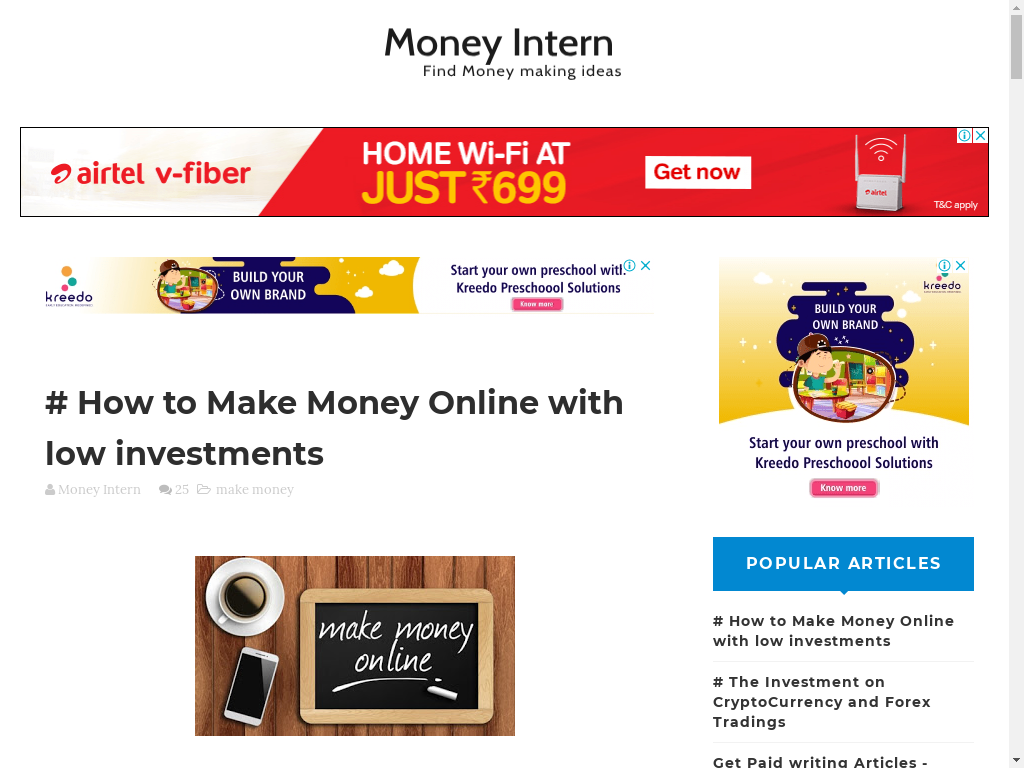 Money Intern
Find Money making ideas
airtel v-fiber
HOME Wi-Fi AT
JUST ₹699
Get now
airtel
T&C apply
kreedo
BUILD YOUR
OWN BRAND
Start your own preschool with
Kreedo Preschoool Solutions
Know more
# How to Make Money Online with
low investments
Money Intern 25 make money
make money
online
kreedo
BUILD YOUR
OWN BRAND
Start your own preschool with
Kreedo Preschoool Solutions
Know more
POPULAR ARTICLES
# How to Make Money Online
with low investments
# The Investment on
CryptoCurrency and Forex
Tradings
Get Paid writing Articles -